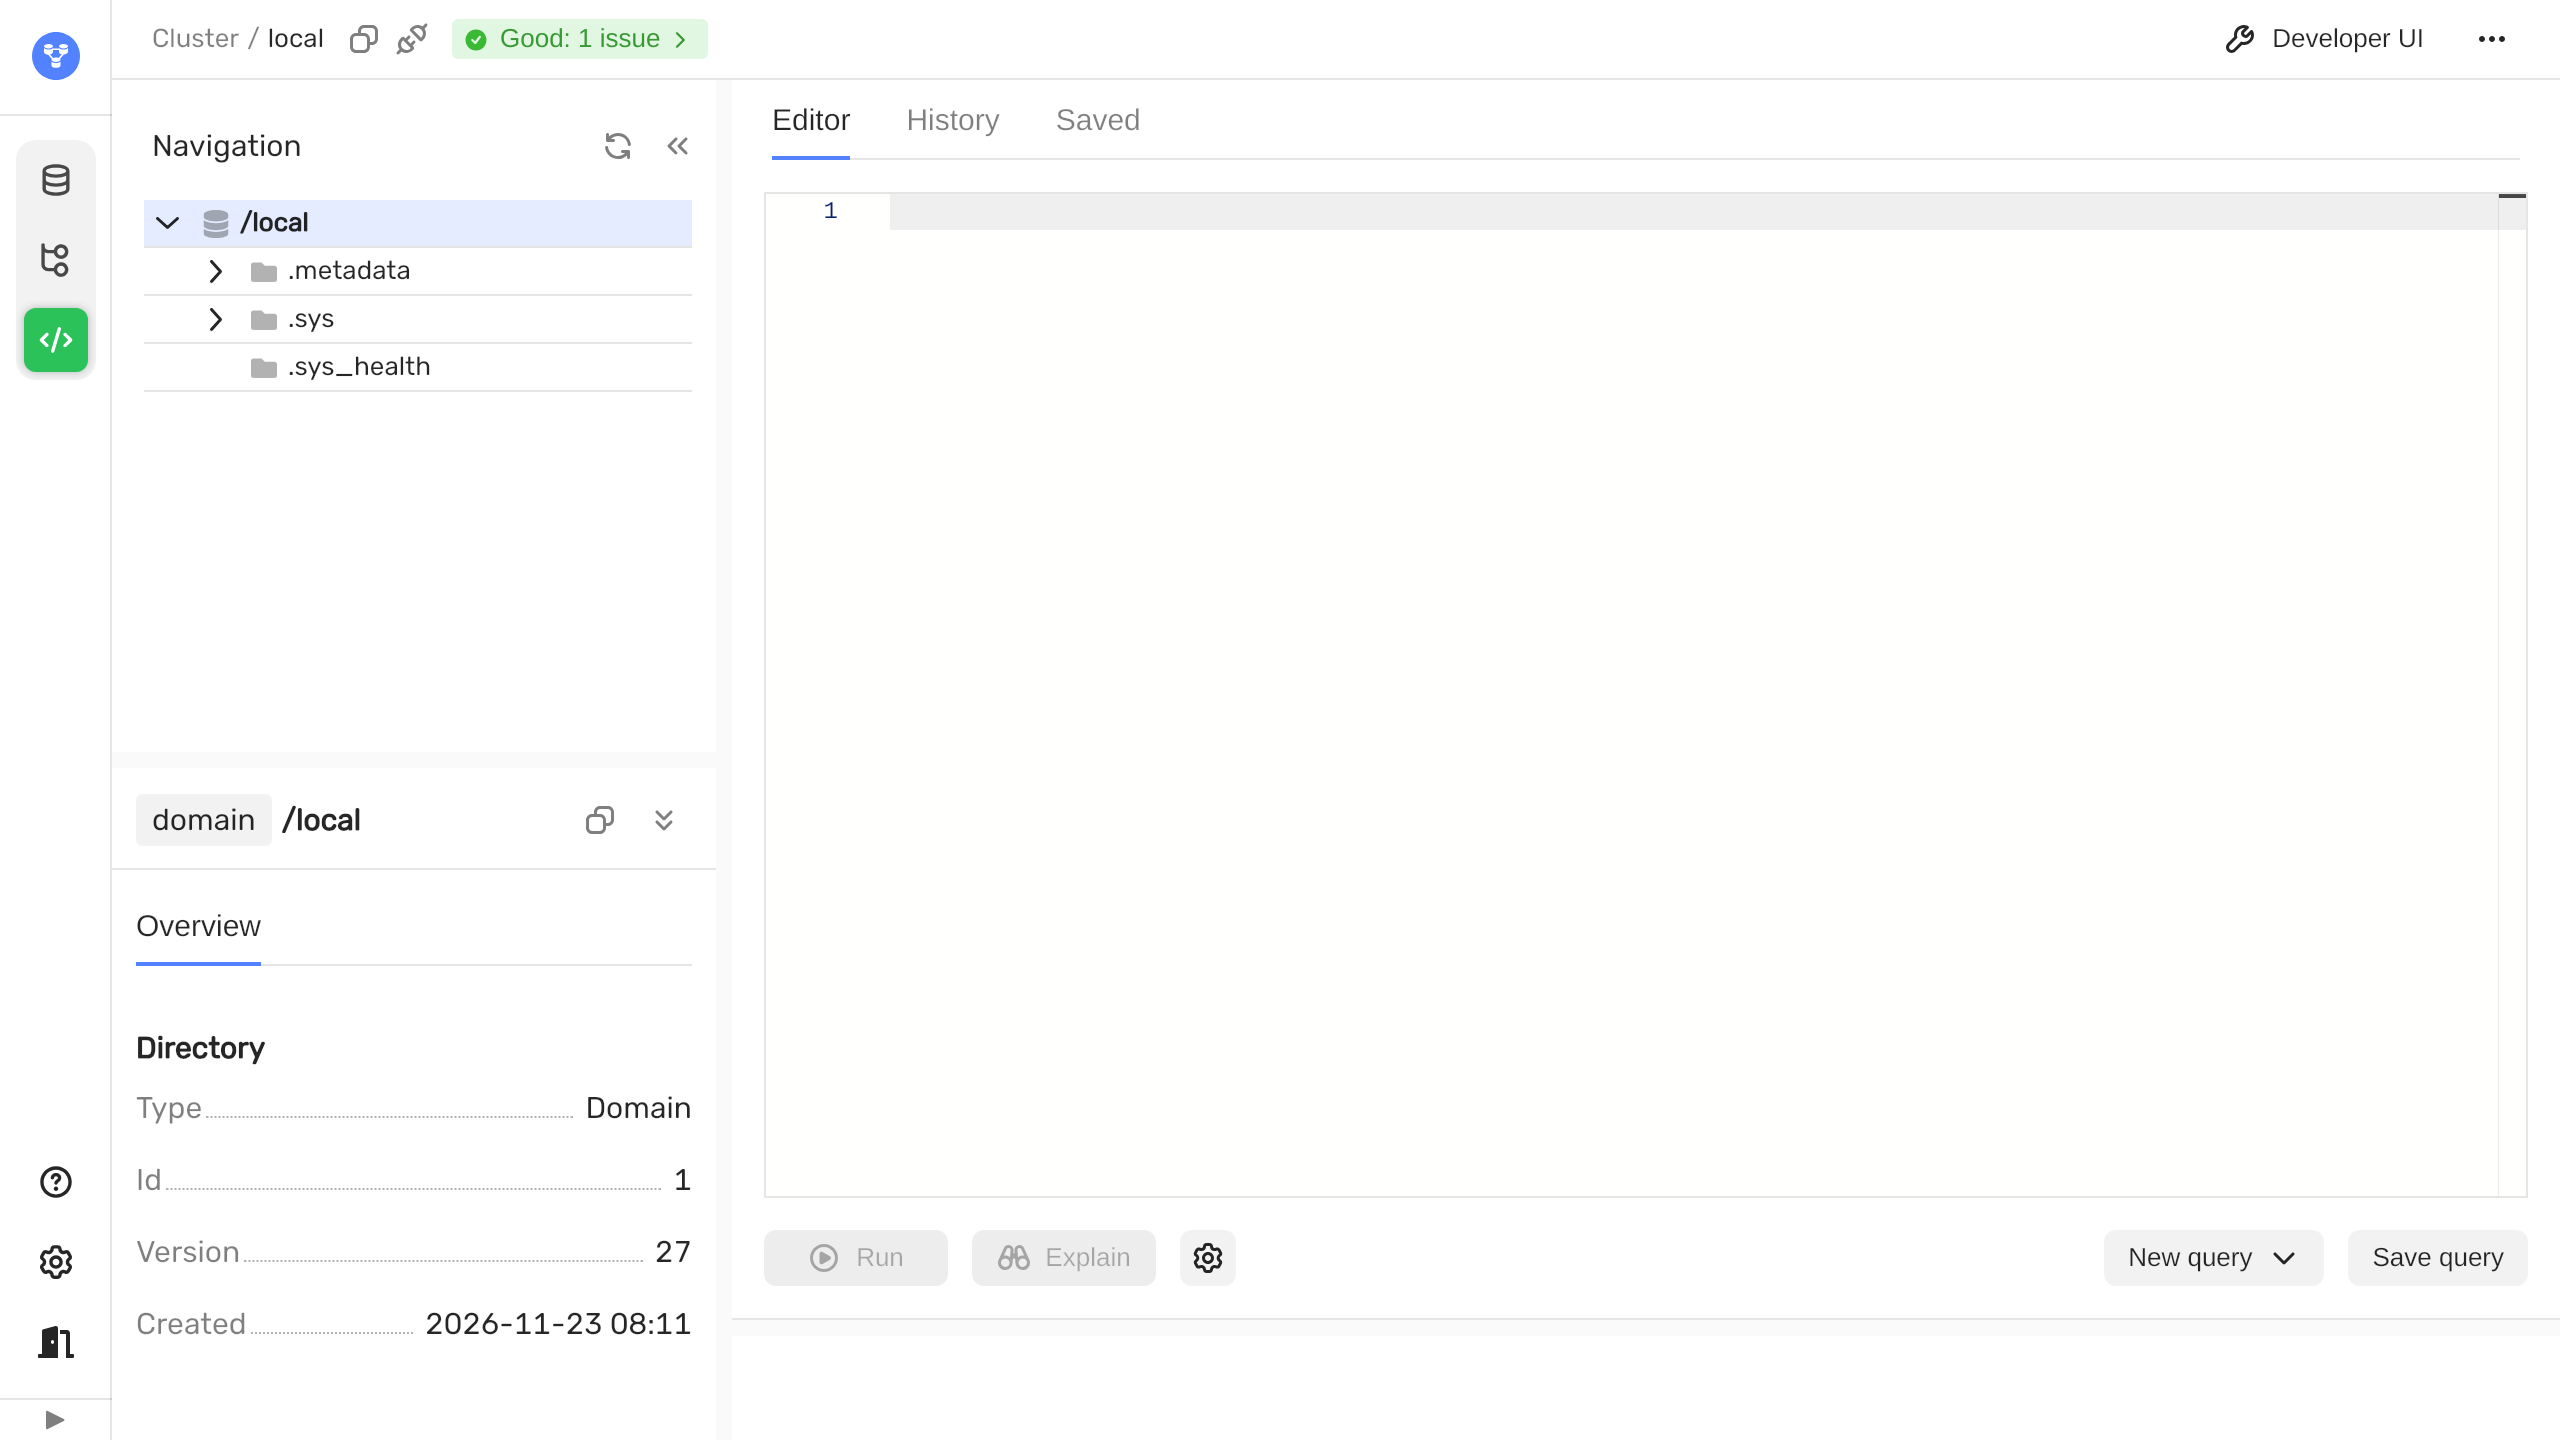 Cluster / local
Good: 1 issue
Developer UI
Navigation
/local
.metadata
.sys
.sys_health
domain /local
Overview
Directory
Type Domain
Id 1
Version 27
Created 2026-11-23 08:11
Editor History Saved
1
Run Explain New query Save query